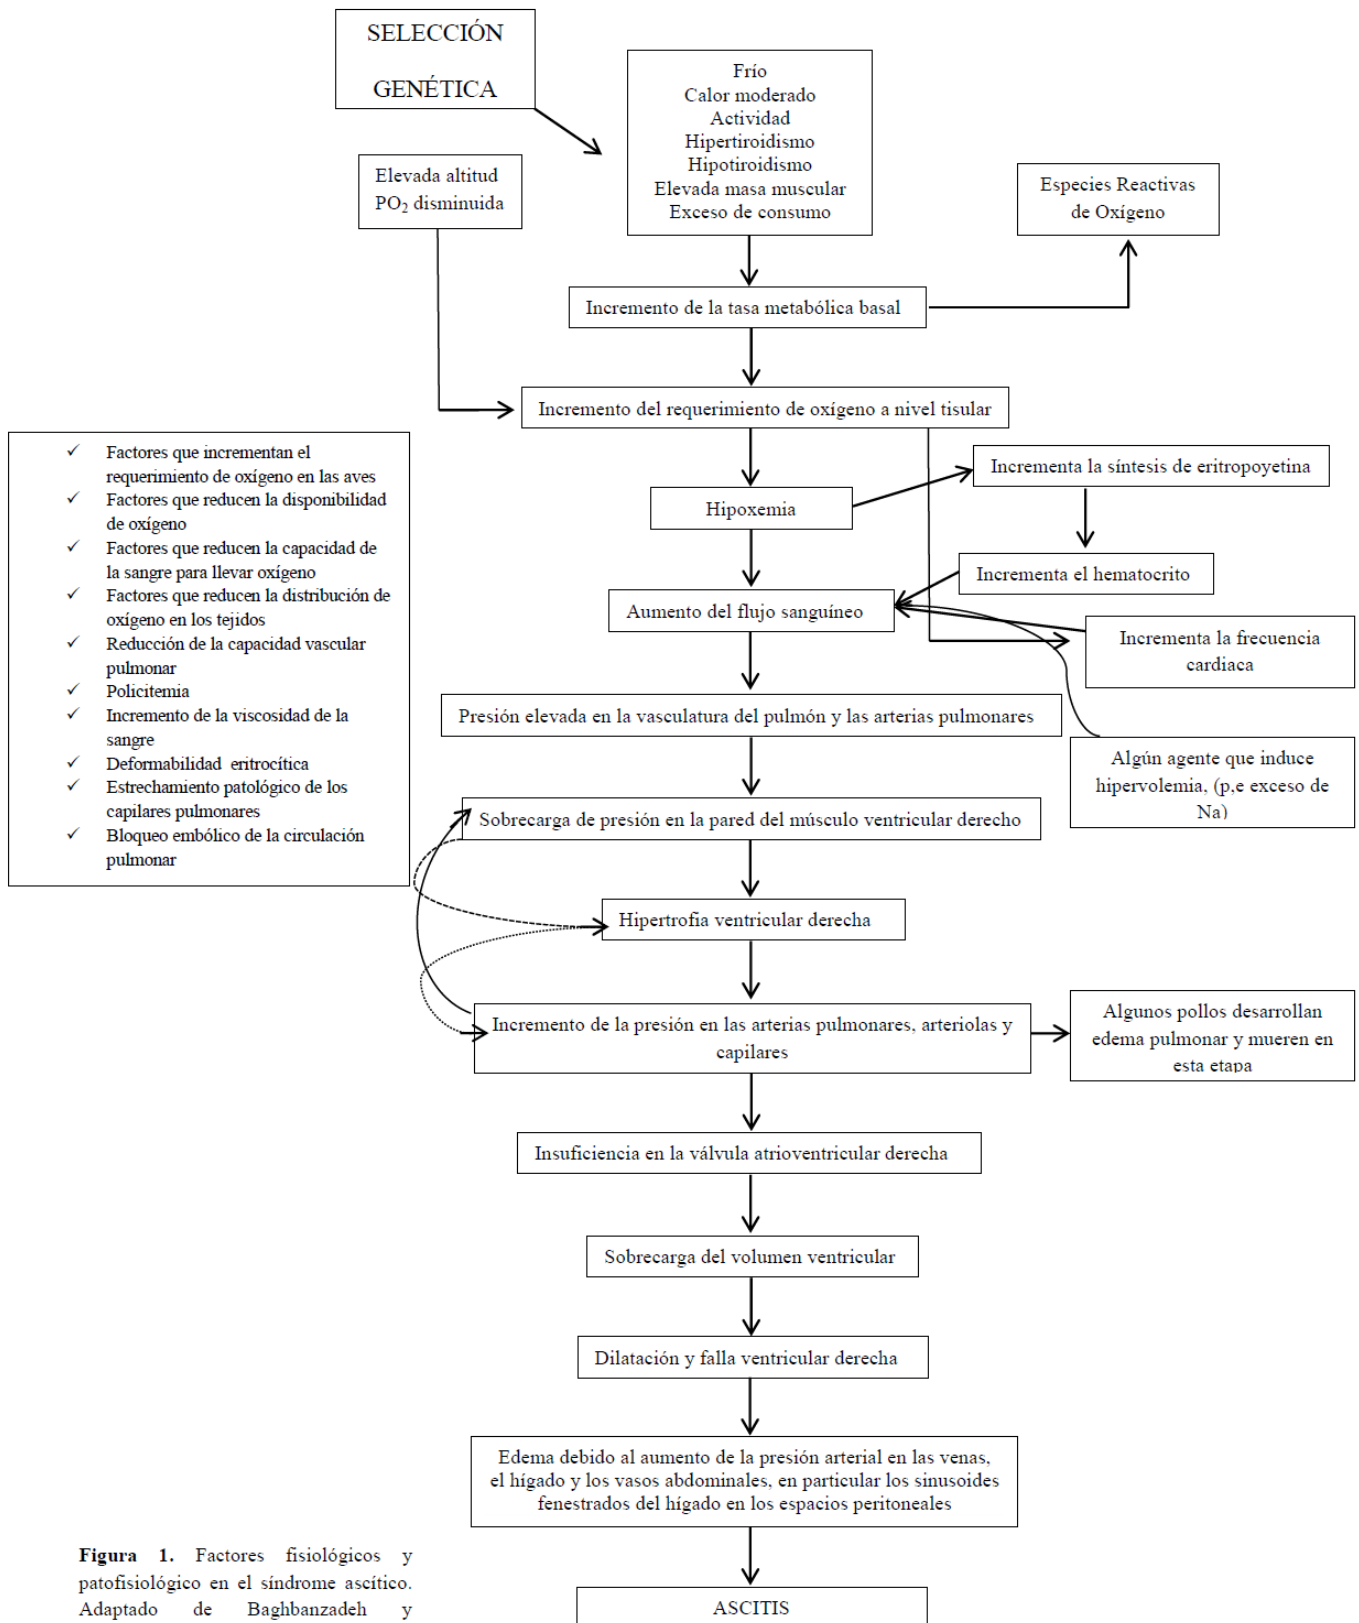 SELECCIÓN
GENÉTICA
Frío
Calor moderado
Actividad
Hipertiroidismo
Hipotiroidismo
Elevada masa muscular
Exceso de consumo
Elevada altitud
PO₂ disminuida
Especies Reactivas
de Oxígeno
Incremento de la tasa metabólica basal
Incremento del requerimiento de oxígeno a nivel tisular
✓ Factores que incrementan el
requerimiento de oxígeno en las aves
✓ Factores que reducen la disponibilidad
de oxígeno
✓ Factores que reducen la capacidad de
la sangre para llevar oxígeno
✓ Factores que reducen la distribución de
oxígeno en los tejidos
✓ Reducción de la capacidad vascular
pulmonar
✓ Policitemia
✓ Incremento de la viscosidad de la
sangre
✓ Deformabilidad eritrocítica
✓ Estrechamiento patológico de los
capilares pulmonares
✓ Bloqueo embólico de la circulación
pulmonar
Incrementa la síntesis de eritropoyetina
Hipoxemia
Incrementa el hematocrito
Aumento del flujo sanguíneo
Incrementa la frecuencia
cardiaca
Presión elevada en la vasculatura del pulmón y las arterias pulmonares
Algún agente que induce
hipervolemia, (p,e exceso de
Na)
Sobrecarga de presión en la pared del músculo ventricular derecho
Hipertrofia ventricular derecha
Incremento de la presión en las arterias pulmonares, arteriolas y
capilares
Algunos pollos desarrollan
edema pulmonar y mueren en
esta etapa
Insuficiencia en la válvula atrioventricular derecha
Sobrecarga del volumen ventricular
Dilatación y falla ventricular derecha
Edema debido al aumento de la presión arterial en las venas,
el hígado y los vasos abdominales, en particular los sinusoides
fenestrados del hígado en los espacios peritoneales
Figura 1. Factores fisiológicos y
patofisiológico en el síndrome ascítico.
Adaptado de Baghbanzadeh y
ASCITIS